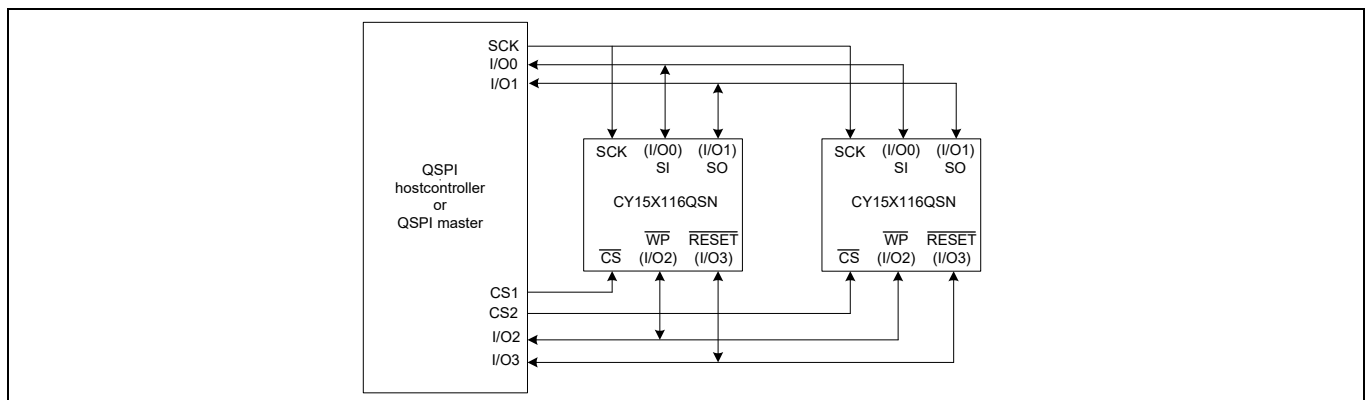 SCK
I/O0
I/O1
QSPI
hostcontroller
or
QSPI master
CS1
CS2
I/O2
I/O3
SCK (I/O0) (I/O1)
SI SO
CY15X116QSN
WP RESET
CS (I/O2) (I/O3)
SCK (I/O0) (I/O1)
SI SO
CY15X116QSN
WP RESET
CS (I/O2) (I/O3)